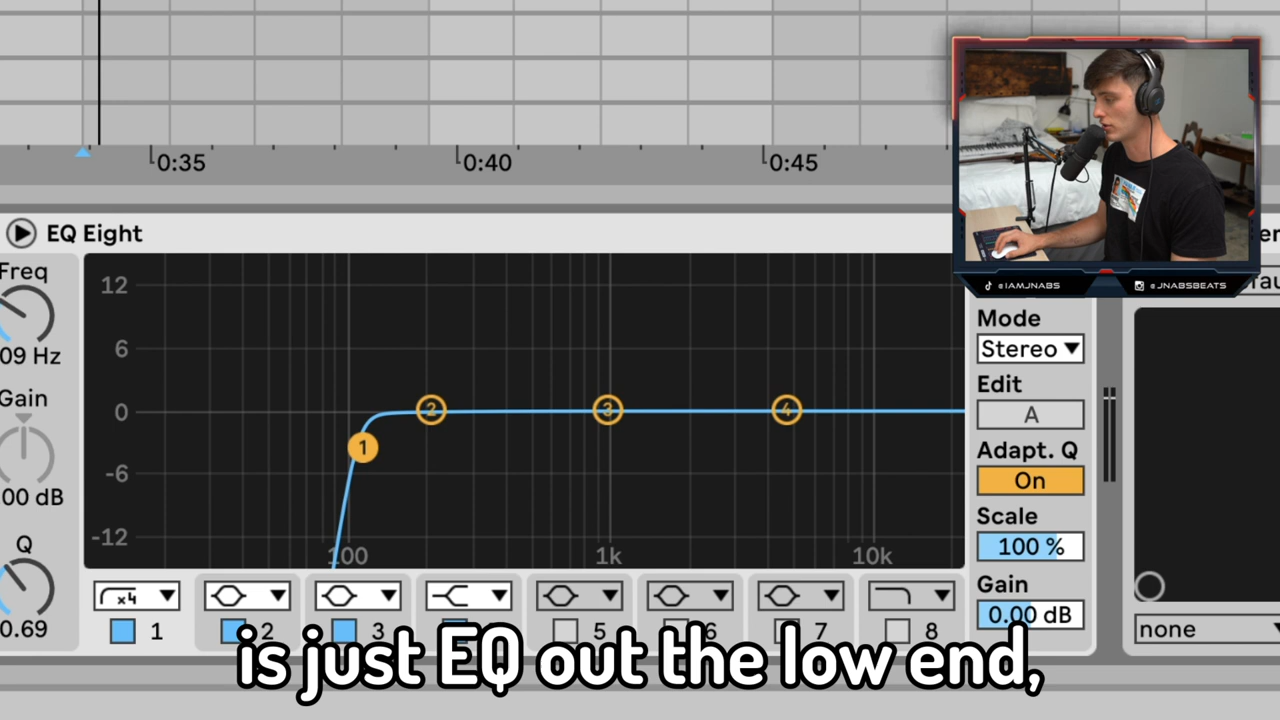 0:35
0:40
0:45
EQ Eight
@IAMJNABS
@JNABSBEATS
Freq
09 Hz
Gain
00 dB
Q
0.69
12
6
0
-6
-12
100
1k
10k
1
2
3
4
x4
1
2
3
5
6
7
8
Mode
Stereo
Edit
A
Adapt. Q
On
Scale
100 %
Gain
0.00 dB
none
is just EQ out the low end,